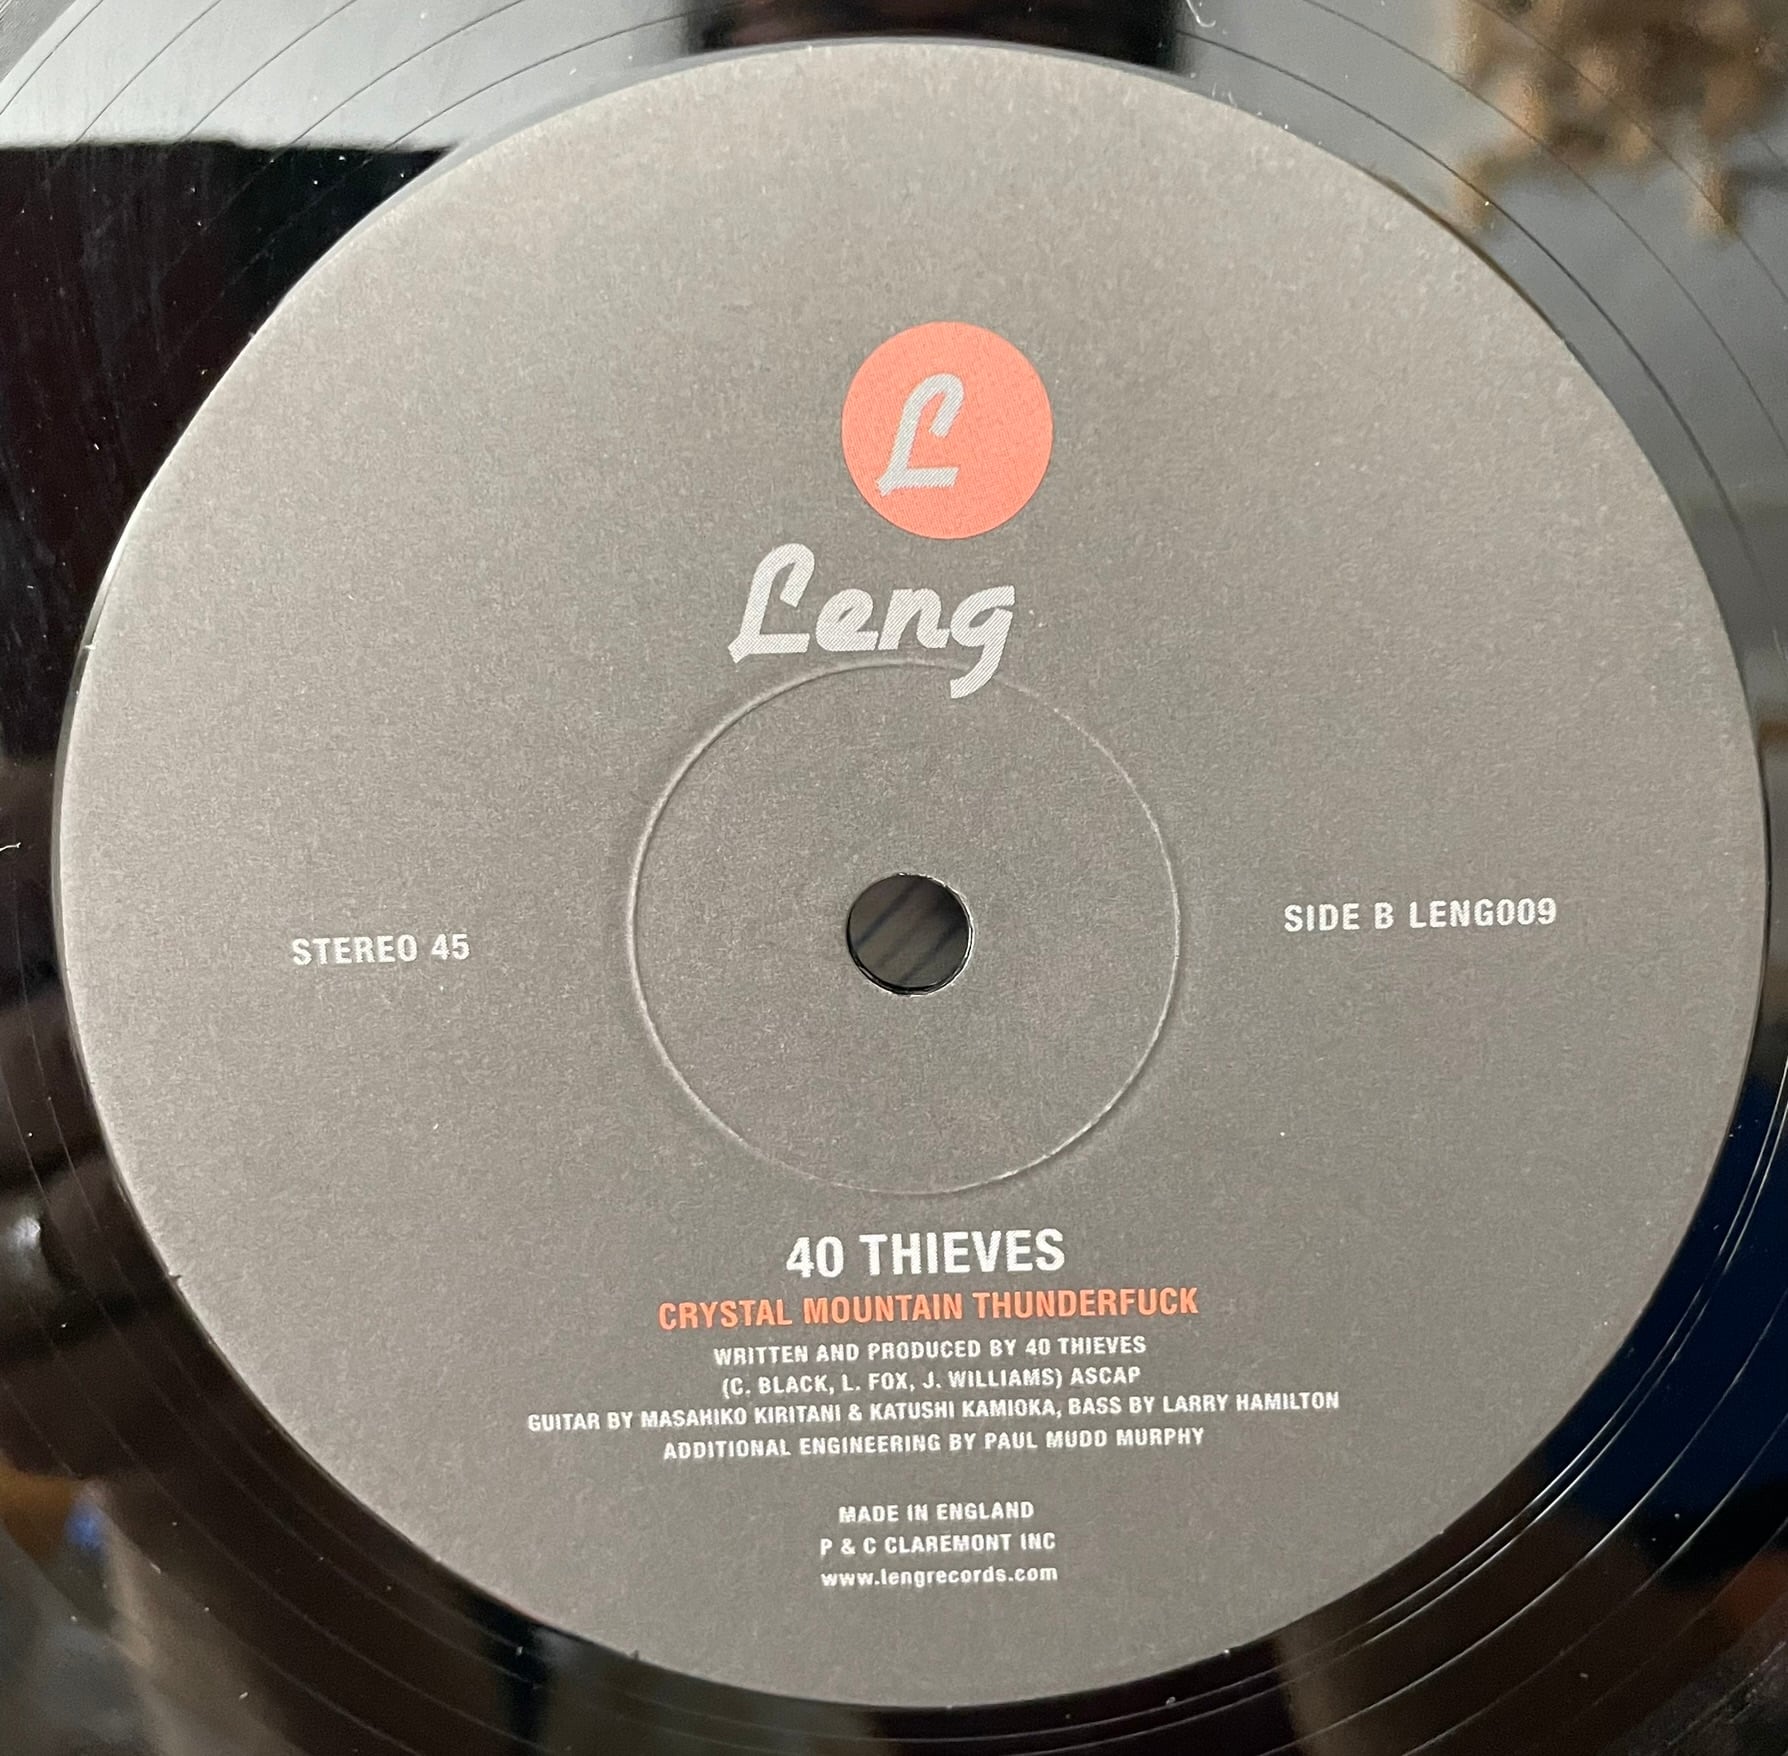 L
Leng
STEREO 45
SIDE B LENG009
40 THIEVES
CRYSTAL MOUNTAIN THUNDERFUCK
WRITTEN AND PRODUCED BY 40 THIEVES
(C. BLACK, L. FOX, J. WILLIAMS) ASCAP
GUITAR BY MASAHIKO KIRITANI & KATUSHI KAMIOKA, BASS BY LARRY HAMILTON
ADDITIONAL ENGINEERING BY PAUL MUDD MURPHY
MADE IN ENGLAND
P & C CLAREMONT INC
www.lengrecords.com